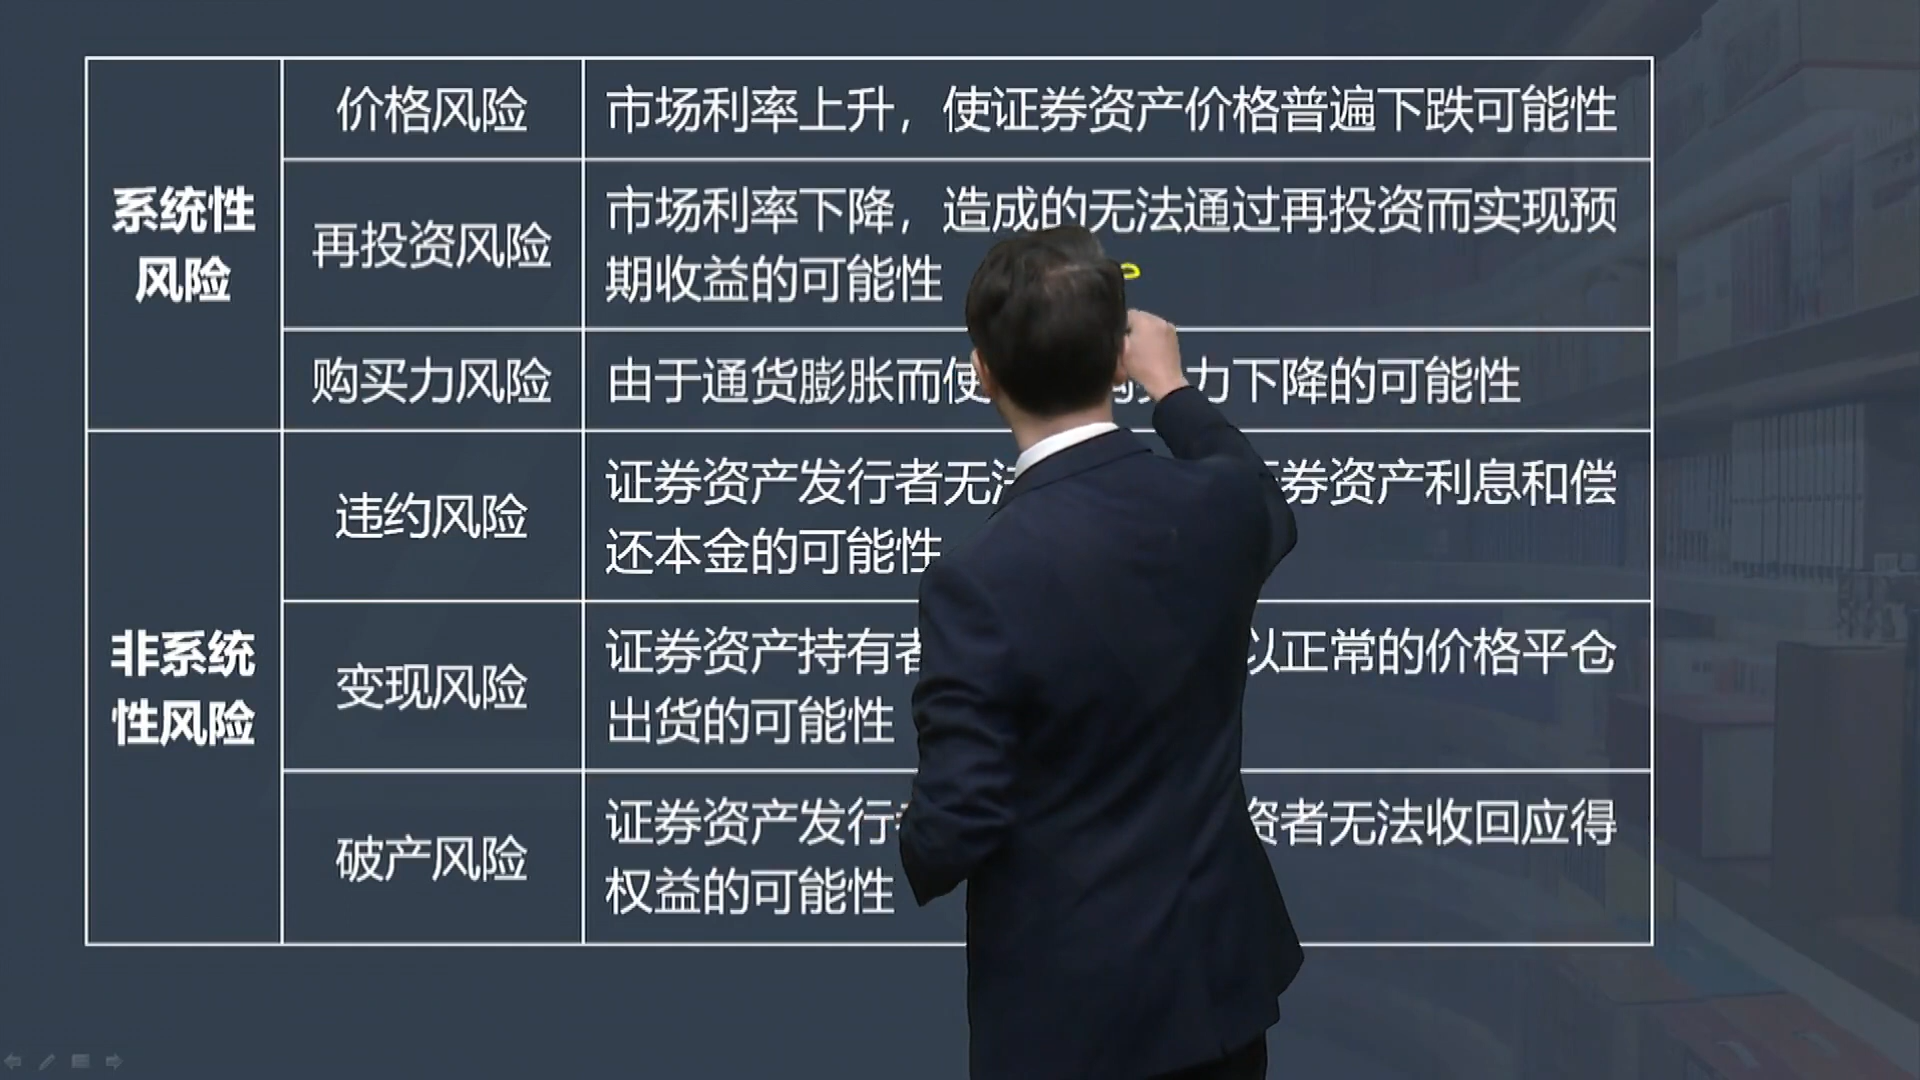 系统性
风险
价格风险
市场利率上升，使证券资产价格普遍下跌可能性
再投资风险
市场利率下降，造成的无法通过再投资而实现预
期收益的可能性
购买力风险
由于通货膨胀而使 力下降的可能性
非系统
性风险
违约风险
证券资产发行者无法 券资产利息和偿
还本金的可能性
变现风险
证券资产持有者 以正常的价格平仓
出货的可能性
破产风险
证券资产发行 资者无法收回应得
权益的可能性